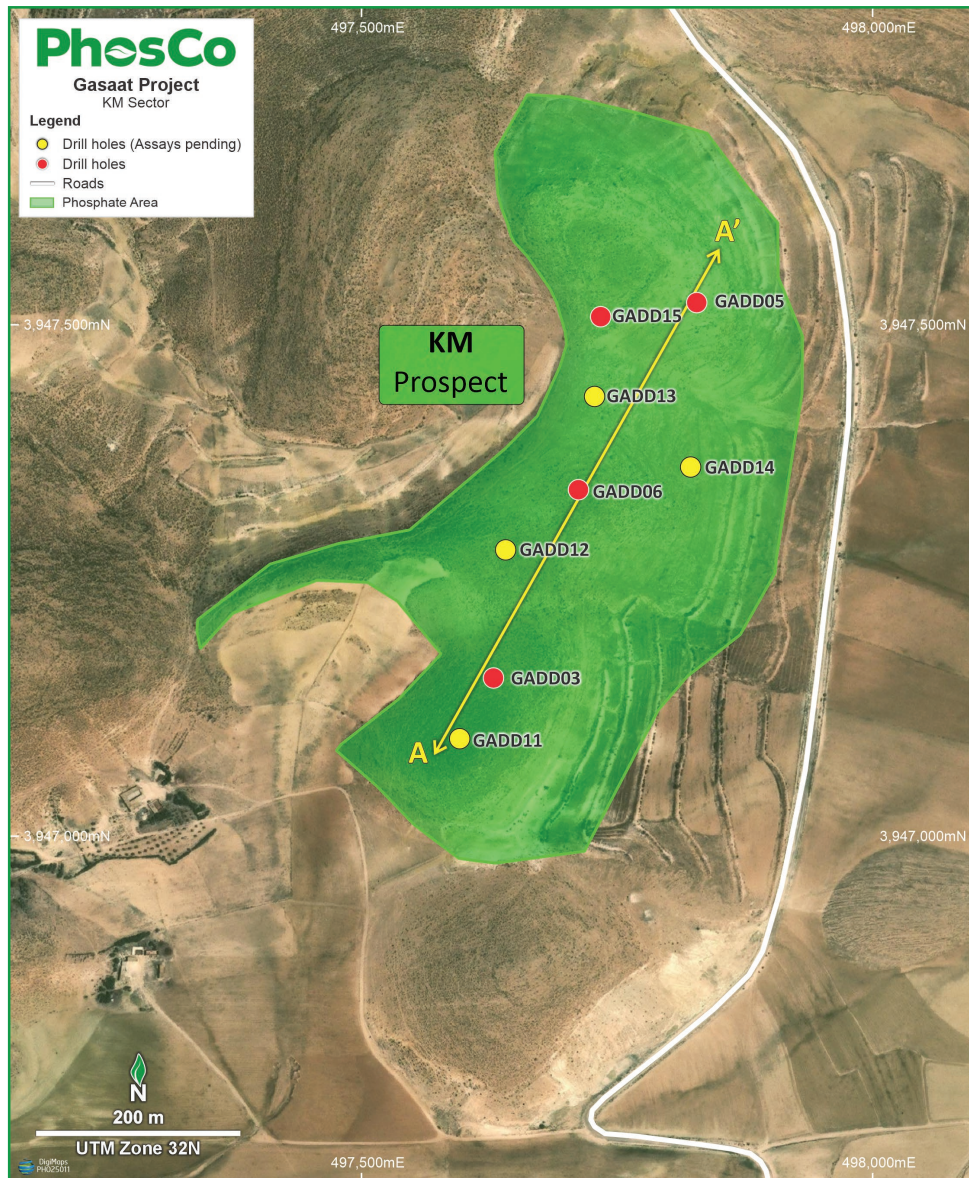 497,500mE
498,000mE
PhosCo
Gasaat Project
KM Sector
Legend
Drill holes (Assays pending)
Drill holes
Roads
Phosphate Area
A'
GADD05
GADD15
3,947,500mN
3,947,500mN
KM
Prospect
GADD13
GADD14
GADD06
GADD12
GADD03
GADD11
A
3,947,000mN
3,947,000mN
N
200 m
UTM Zone 32N
DigiMaps
PHO25011
497,500mE
498,000mE